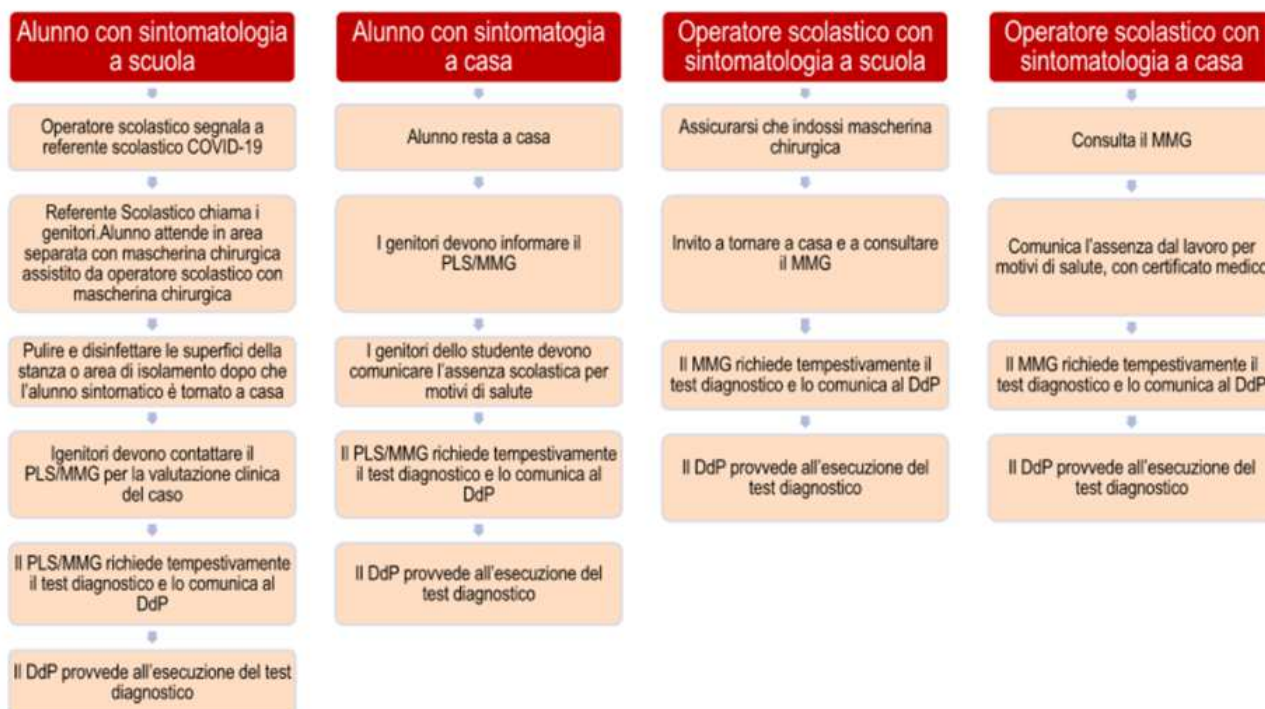 Alunno con sintomatologia
a scuola
Operatore scolastico segnala a
referente scolastico COVID-19
Referente Scolastico chiama i
genitori.Alunno attende in area
separata con mascherina chirurgica
assistito da operatore scolastico con
mascherina chirurgica
Pulire e disinfettare le superfici della
stanza o area di isolamento dopo che
l'alunno sintomatico è tornato a casa
Igenitori devono contattare il
PLS/MMG per la valutazione clinica
del caso
Il PLS/MMG richiede tempestivamente
il test diagnostico e lo comunica al
DdP
Il DdP provvede all'esecuzione del test
diagnostico
Alunno con sintomatogia
a casa
Alunno resta a casa
I genitori devono informare il
PLS/MMG
I genitori dello studente devono
comunicare l'assenza scolastica per
motivi di salute
Il PLS/MMG richiede tempestivamente
il test diagnostico e lo comunica al
DdP
Il DdP provvede all'esecuzione del
test diagnostico
Operatore scolastico con
sintomatologia a scuola
Assicurarsi che indossi mascherina
chirurgica
Invito a tornare a casa e a consultare
il MMG
Il MMG richiede tempestivamente il
test diagnostico e lo comunica al DdP
Il DdP provvede all'esecuzione del
test diagnostico
Operatore scolastico con
sintomatologia a casa
Consulta il MMG
Comunica l'assenza dal lavoro per
motivi di salute, con certificato medico
Il MMG richiede tempestivamente il
test diagnostico e lo comunica al DdP
Il DdP provvede all'esecuzione del
test diagnostico